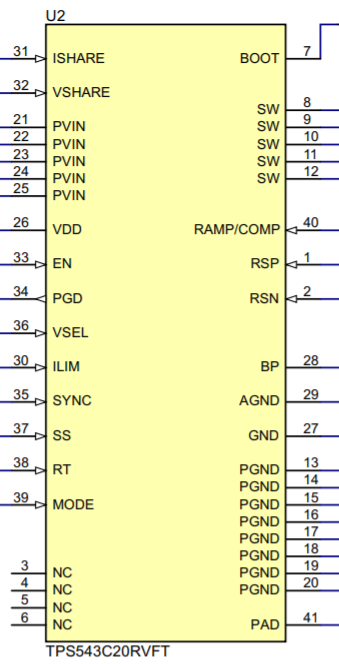 U2
31 ISHARE BOOT 7
32 VSHARE
SW 8
21 PVIN SW 9
22 PVIN SW 10
23 PVIN SW 11
24 PVIN SW 12
25 PVIN
26 VDD RAMP/COMP 40
33 EN RSP 1
34 PGD RSN 2
36 VSEL
30 ILIM BP 28
35 SYNC AGND 29
37 SS GND 27
38 RT PGND 13
PGND 14
39 MODE PGND 15
PGND 16
PGND 17
PGND 18
3 NC PGND 19
4 NC PGND 20
5 NC
6 NC PAD 41
TPS543C20RVFT